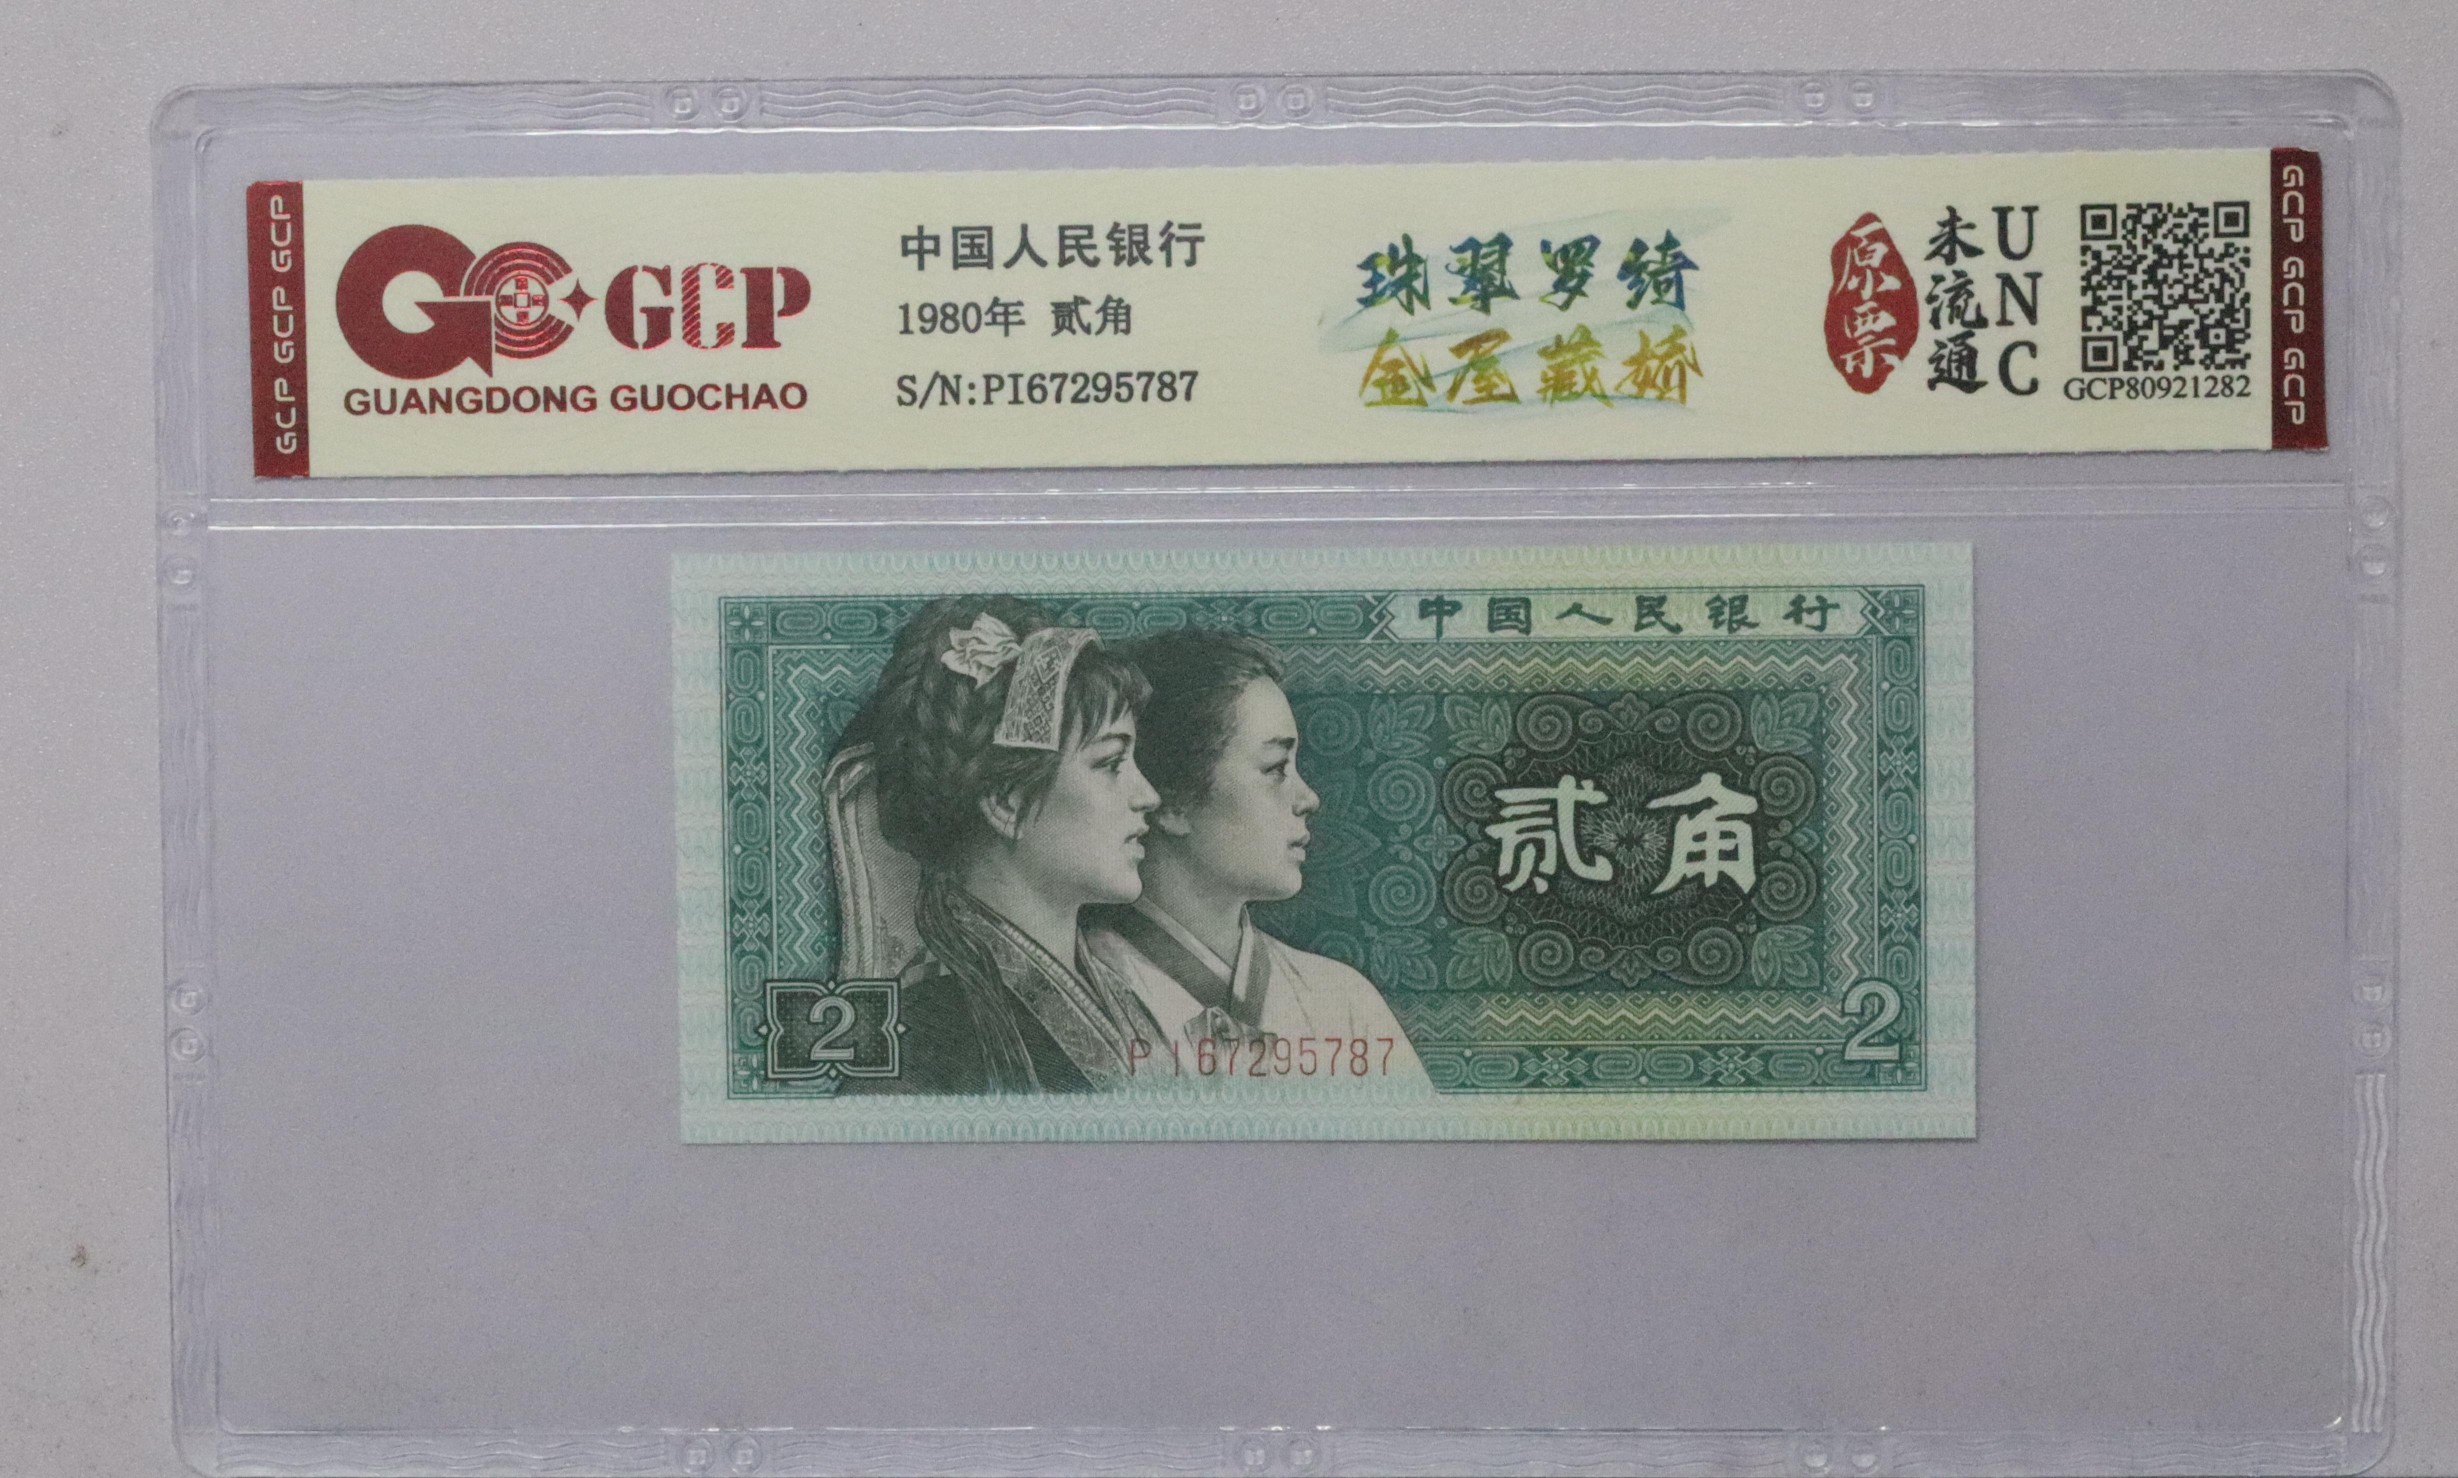 GCP GCP GCP
GCP
GUANGDONG GUOCHAO
中国人民银行
1980年 贰角
S/N:PI67295787
珠翠罗绮
金屋藏娇
原票
未流通
UNC
GCP80921282
GCP GCP GCP
中国人民银行
贰角
2
2
PI67295787